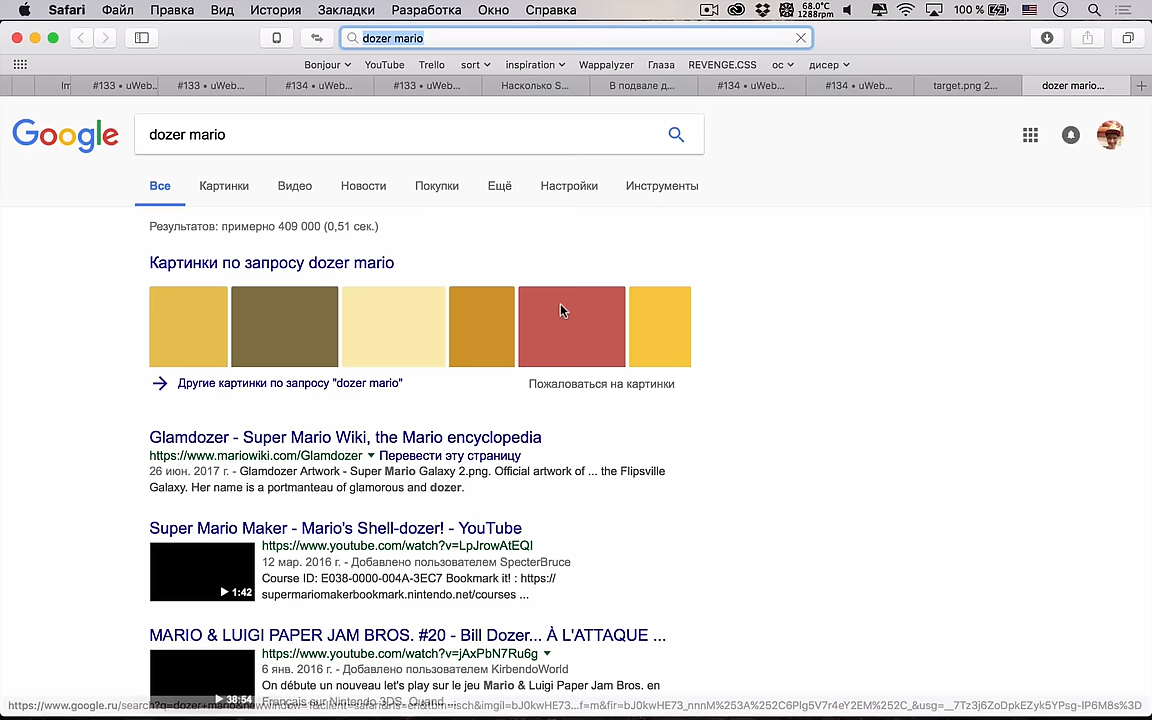 Safari Файл Правка Вид История Закладки Разработка Окно Справка 68.0°C 1288rpm 100 %
dozer mario
Bonjour YouTube Trello sort inspiration Wappalyzer Глаза REVENGE.CSS ос дисер
#133 • uWeb... #133 • uWeb... #134 • uWeb... #133 • uWeb... Насколько S... В подвале д... #134 • uWeb... #134 • uWeb... target.png 2... dozer mario...
Google dozer mario
Все Картинки Видео Новости Покупки Ещё Настройки Инструменты
Результатов: примерно 409 000 (0,51 сек.)
Картинки по запросу dozer mario
Другие картинки по запросу "dozer mario" Пожаловаться на картинки
Glamdozer - Super Mario Wiki, the Mario encyclopedia
https://www.mariowiki.com/Glamdozer Перевести эту страницу
26 июн. 2017 г. - Glamdozer Artwork - Super Mario Galaxy 2.png. Official artwork of ... the Flipsville
Galaxy. Her name is a portmanteau of glamorous and dozer.
Super Mario Maker - Mario's Shell-dozer! - YouTube
https://www.youtube.com/watch?v=LpJrowAtEQI
12 мар. 2016 г. - Добавлено пользователем SpecterBruce
Course ID: E038-0000-004A-3EC7 Bookmark it! : https://
1:42 supermariomakerbookmark.nintendo.net/courses ...
MARIO & LUIGI PAPER JAM BROS. #20 - Bill Dozer... À L'ATTAQUE ...
https://www.youtube.com/watch?v=jAxPbN7Ru6g
6 янв. 2016 г. - Добавлено пользователем KirbendoWorld
On débute un nouveau let's play sur le jeu Mario & Luigi Paper Jam Bros. en
38:54 Français sur Nintendo 3DS. Quand ...